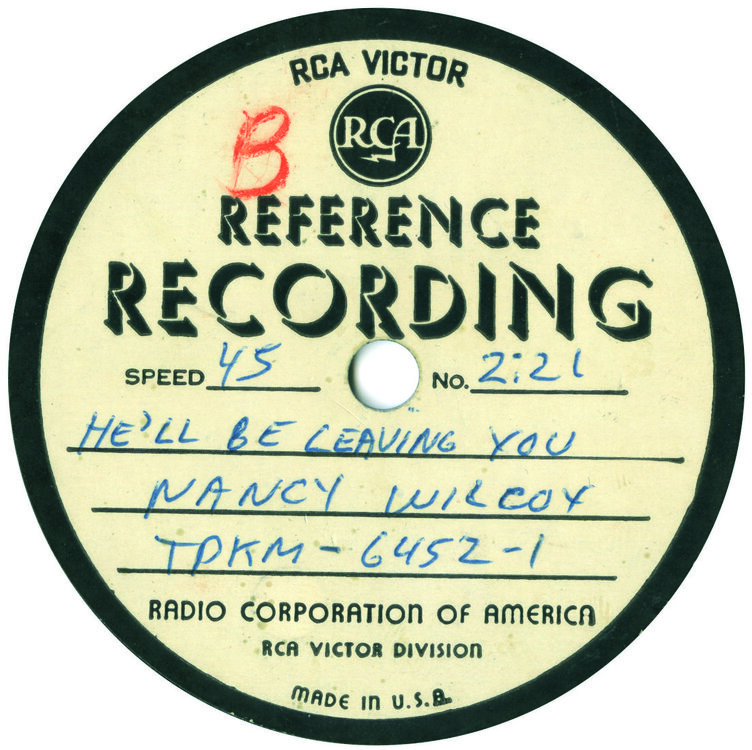 RCA VICTOR
B
RCA
REFERENCE
RECORDING
SPEED 45 No. 2:21
HE'LL BE LEAVING YOU
NANCY WILCOX
TPKM-6452-1
RADIO CORPORATION OF AMERICA
RCA VICTOR DIVISION
MADE IN U.S.A.